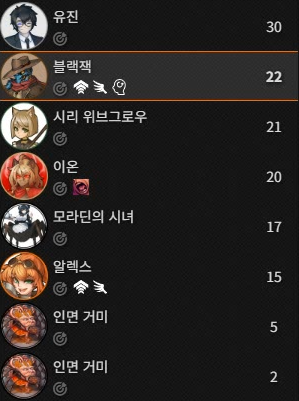 유진 30
블랙잭 22
시리 위브그로우 21
이온 20
모라딘의 시녀 17
알렉스 15
인면 거미 5
인면 거미 2